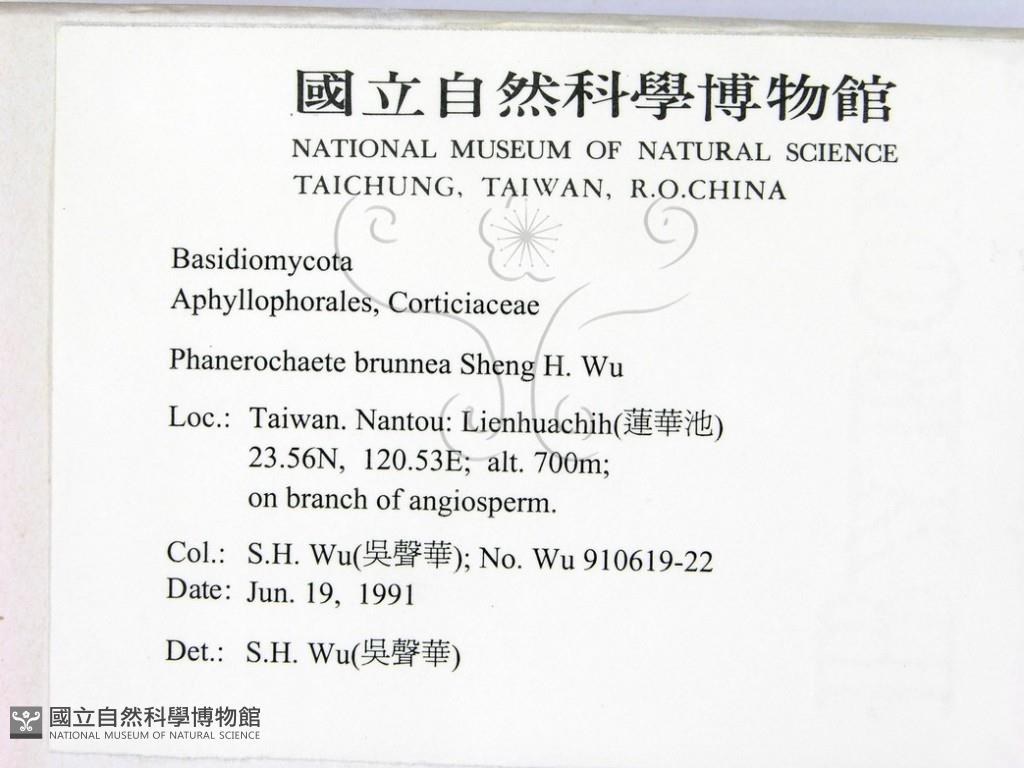 國立自然科學博物館
NATIONAL MUSEUM OF NATURAL SCIENCE
TAICHUNG, TAIWAN, R.O.CHINA
Basidiomycota
Aphyllophorales, Corticiaceae
Phanerochaete brunnea Sheng H. Wu
Loc.: Taiwan. Nantou: Lienhuachih(蓮華池)
23.56N, 120.53E; alt. 700m;
on branch of angiosperm.
Col.: S.H. Wu(吳聲華); No. Wu 910619-22
Date: Jun. 19, 1991
Det.: S.H. Wu(吳聲華)
國立自然科學博物館
NATIONAL MUSEUM OF NATURAL SCIENCE